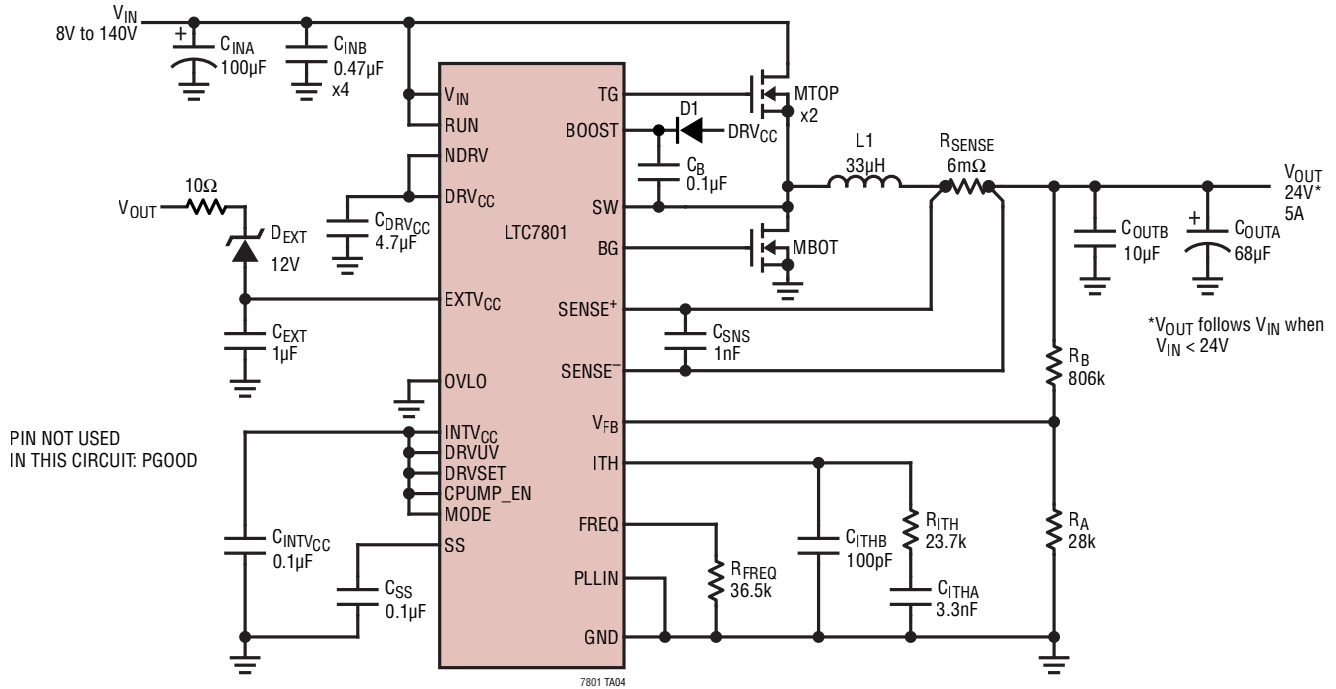 VIN
8V to 140V
+
CINA
100µF
CINB
0.47µF
x4
VIN
RUN
NDRV
DRVCC
CDRVCC
4.7µF
VOUT
10Ω
DEXT
12V
EXTVCC
CEXT
1µF
OVLO
PIN NOT USED
IN THIS CIRCUIT: PGOOD
INTVCC
DRVUV
DRVSET
CPUMP_EN
MODE
SS
CINTVCC
0.1µF
CSS
0.1µF
LTC7801
TG
BOOST
SW
BG
SENSE+
SENSE–
VFB
ITH
FREQ
PLLIN
GND
D1
DRVCC
CB
0.1µF
MTOP
x2
MBOT
L1
33µH
RSENSE
6mΩ
VOUT
24V*
5A
COUTB
10µF
+
COUTA
68µF
*VOUT follows VIN when
VIN < 24V
CSNS
1nF
RB
806k
RA
28k
RFREQ
36.5k
CITHB
100pF
RITH
23.7k
CITHA
3.3nF
7801 TA04